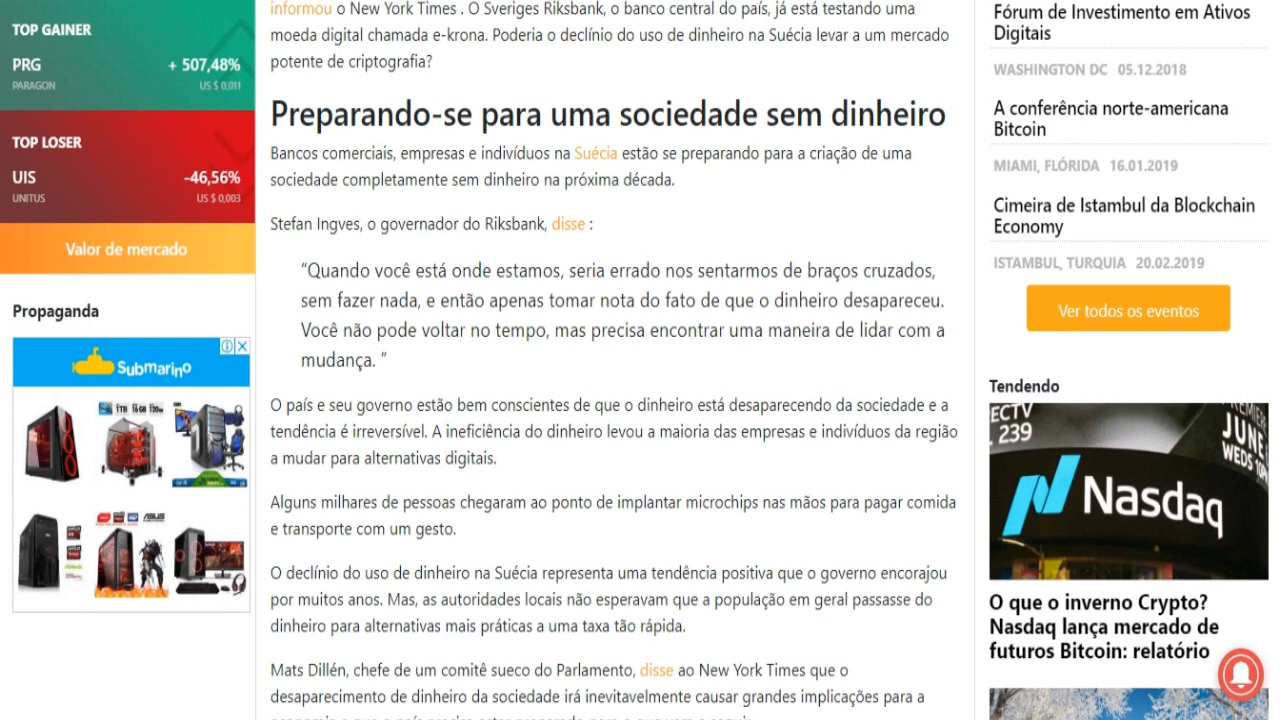 TOP GAINER
PRG + 507,48%
PARAGON US $ 0,011
TOP LOSER
UIS -46,56%
UNITUS US $ 0,003
Valor de mercado
Propaganda
Submarino
1TB 16 GB 120
ASUS
informou o New York Times . O Sveriges Riksbank, o banco central do país, já está testando uma
moeda digital chamada e-krona. Poderia o declínio do uso de dinheiro na Suécia levar a um mercado
potente de criptografia?
Preparando-se para uma sociedade sem dinheiro
Bancos comerciais, empresas e indivíduos na Suécia estão se preparando para a criação de uma
sociedade completamente sem dinheiro na próxima década.
Stefan Ingves, o governador do Riksbank, disse :
“Quando você está onde estamos, seria errado nos sentarmos de braços cruzados,
sem fazer nada, e então apenas tomar nota do fato de que o dinheiro desapareceu.
Você não pode voltar no tempo, mas precisa encontrar uma maneira de lidar com a
mudança. ”
O país e seu governo estão bem conscientes de que o dinheiro está desaparecendo da sociedade e a
tendência é irreversível. A ineficiência do dinheiro levou a maioria das empresas e indivíduos da região
a mudar para alternativas digitais.
Alguns milhares de pessoas chegaram ao ponto de implantar microchips nas mãos para pagar comida
e transporte com um gesto.
O declínio do uso de dinheiro na Suécia representa uma tendência positiva que o governo encorajou
por muitos anos. Mas, as autoridades locais não esperavam que a população em geral passasse do
dinheiro para alternativas mais práticas a uma taxa tão rápida.
Mats Dillén, chefe de um comitê sueco do Parlamento, disse ao New York Times que o
desaparecimento de dinheiro da sociedade irá inevitavelmente causar grandes implicações para a
Fórum de Investimento em Ativos
Digitais
WASHINGTON DC 05.12.2018
A conferência norte-americana
Bitcoin
MIAMI, FLÓRIDA 16.01.2019
Cimeira de Istambul da Blockchain
Economy
ISTAMBUL, TURQUIA 20.02.2019
Ver todos os eventos
Tendendo
ECTV
239
JUNE
WEDS
Nasdaq
O que o inverno Crypto?
Nasdaq lança mercado de
futuros Bitcoin: relatório